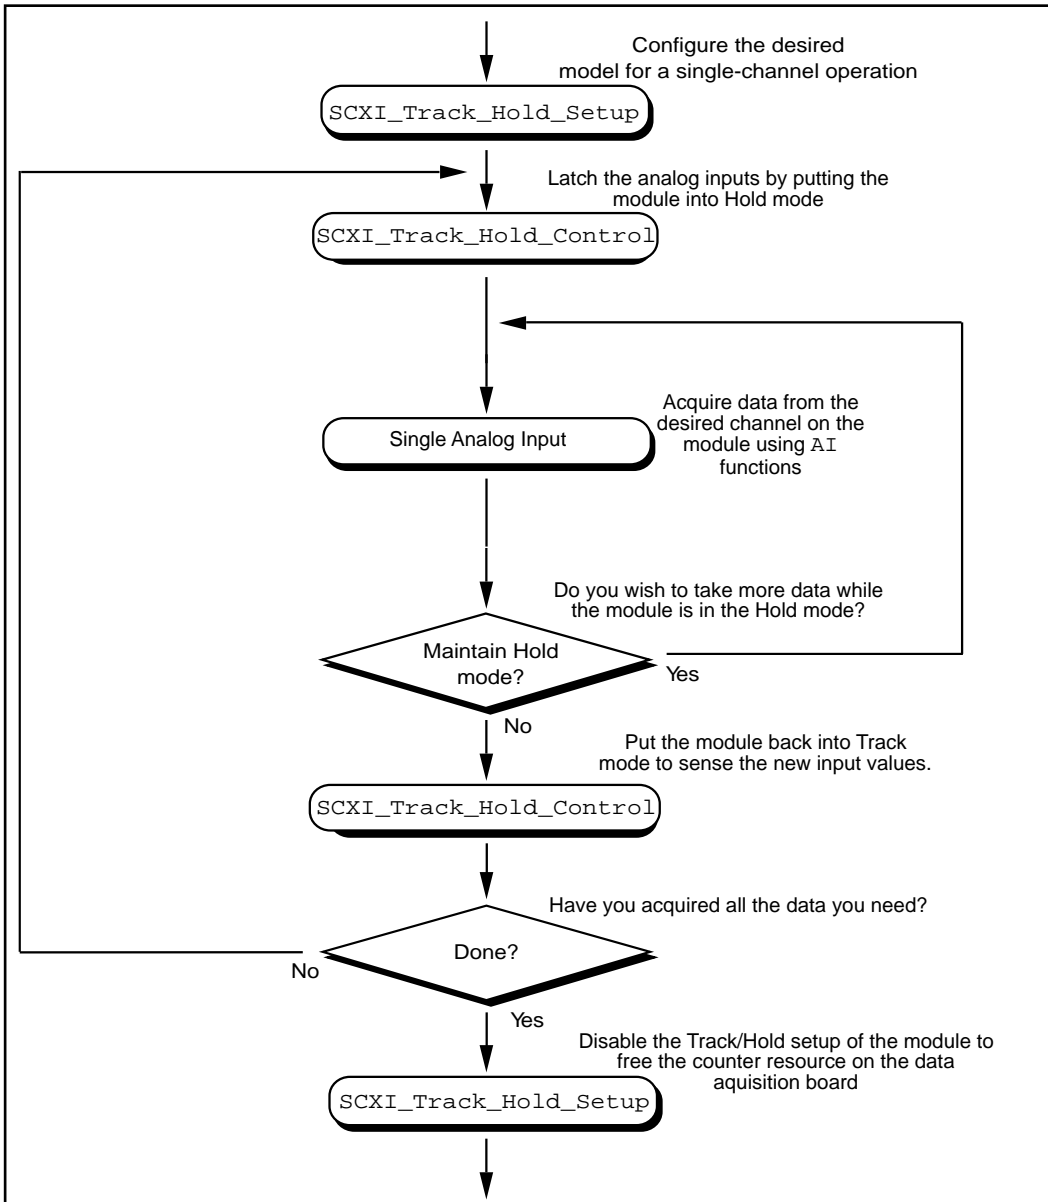 Configure the desired
model for a single-channel operation
SCXI_Track_Hold_Setup
Latch the analog inputs by putting the
module into Hold mode
SCXI_Track_Hold_Control
Acquire data from the
desired channel on the
module using AI
functions
Single Analog Input
Do you wish to take more data while
the module is in the Hold mode?
Maintain Hold
mode?
Yes
No
Put the module back into Track
mode to sense the new input values.
SCXI_Track_Hold_Control
Have you acquired all the data you need?
Done?
No
Yes
Disable the Track/Hold setup of the module to
free the counter resource on the data
aquisition board
SCXI_Track_Hold_Setup